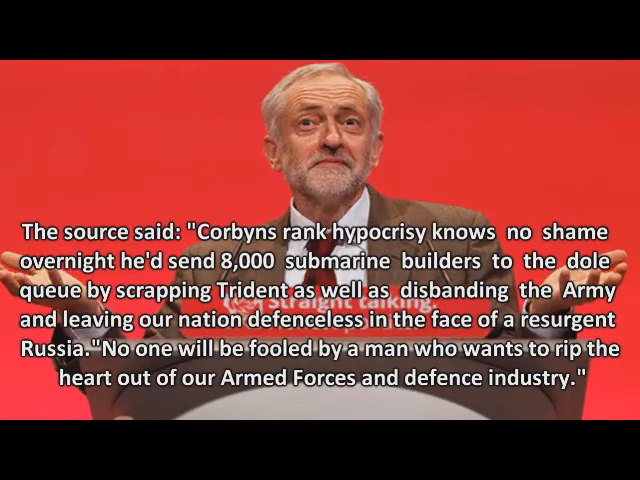 The source said: "Corbyns rank hypocrisy knows no shame
overnight he'd send 8,000 submarine builders to the dole
queue by scrapping Trident as well as disbanding the Army
Straight talking.
and leaving our nation defenceless in the face of a resurgent
Russia."No one will be fooled by a man who wants to rip the
heart out of our Armed Forces and defence industry."